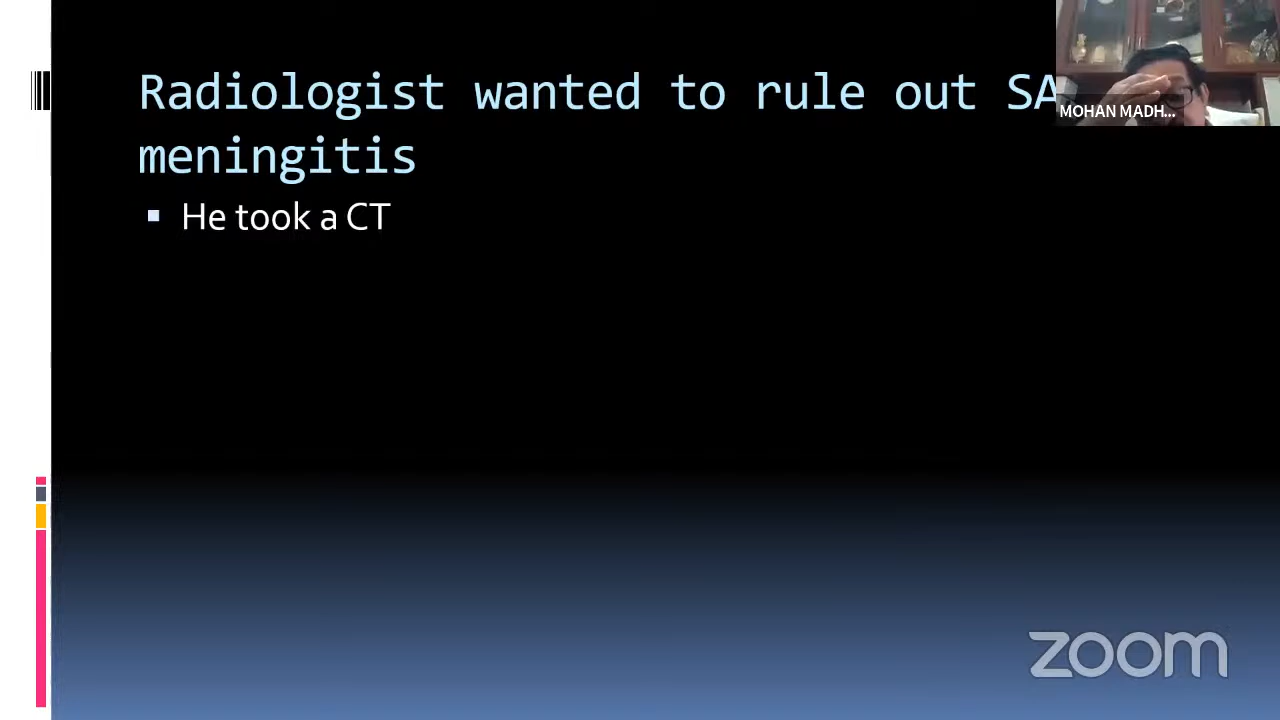 Radiologist wanted to rule out SA
meningitis
He took a CT
MOHAN MADH...
zoom